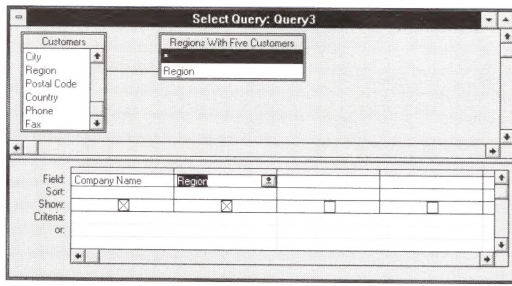 Select Query: Query3
Customers
City
Region
Postal Code
Country
Phone
Fax
Regions With Five Customers
*
Region
Field: Company Name Region
Sort:
Show:
Criteria:
or: